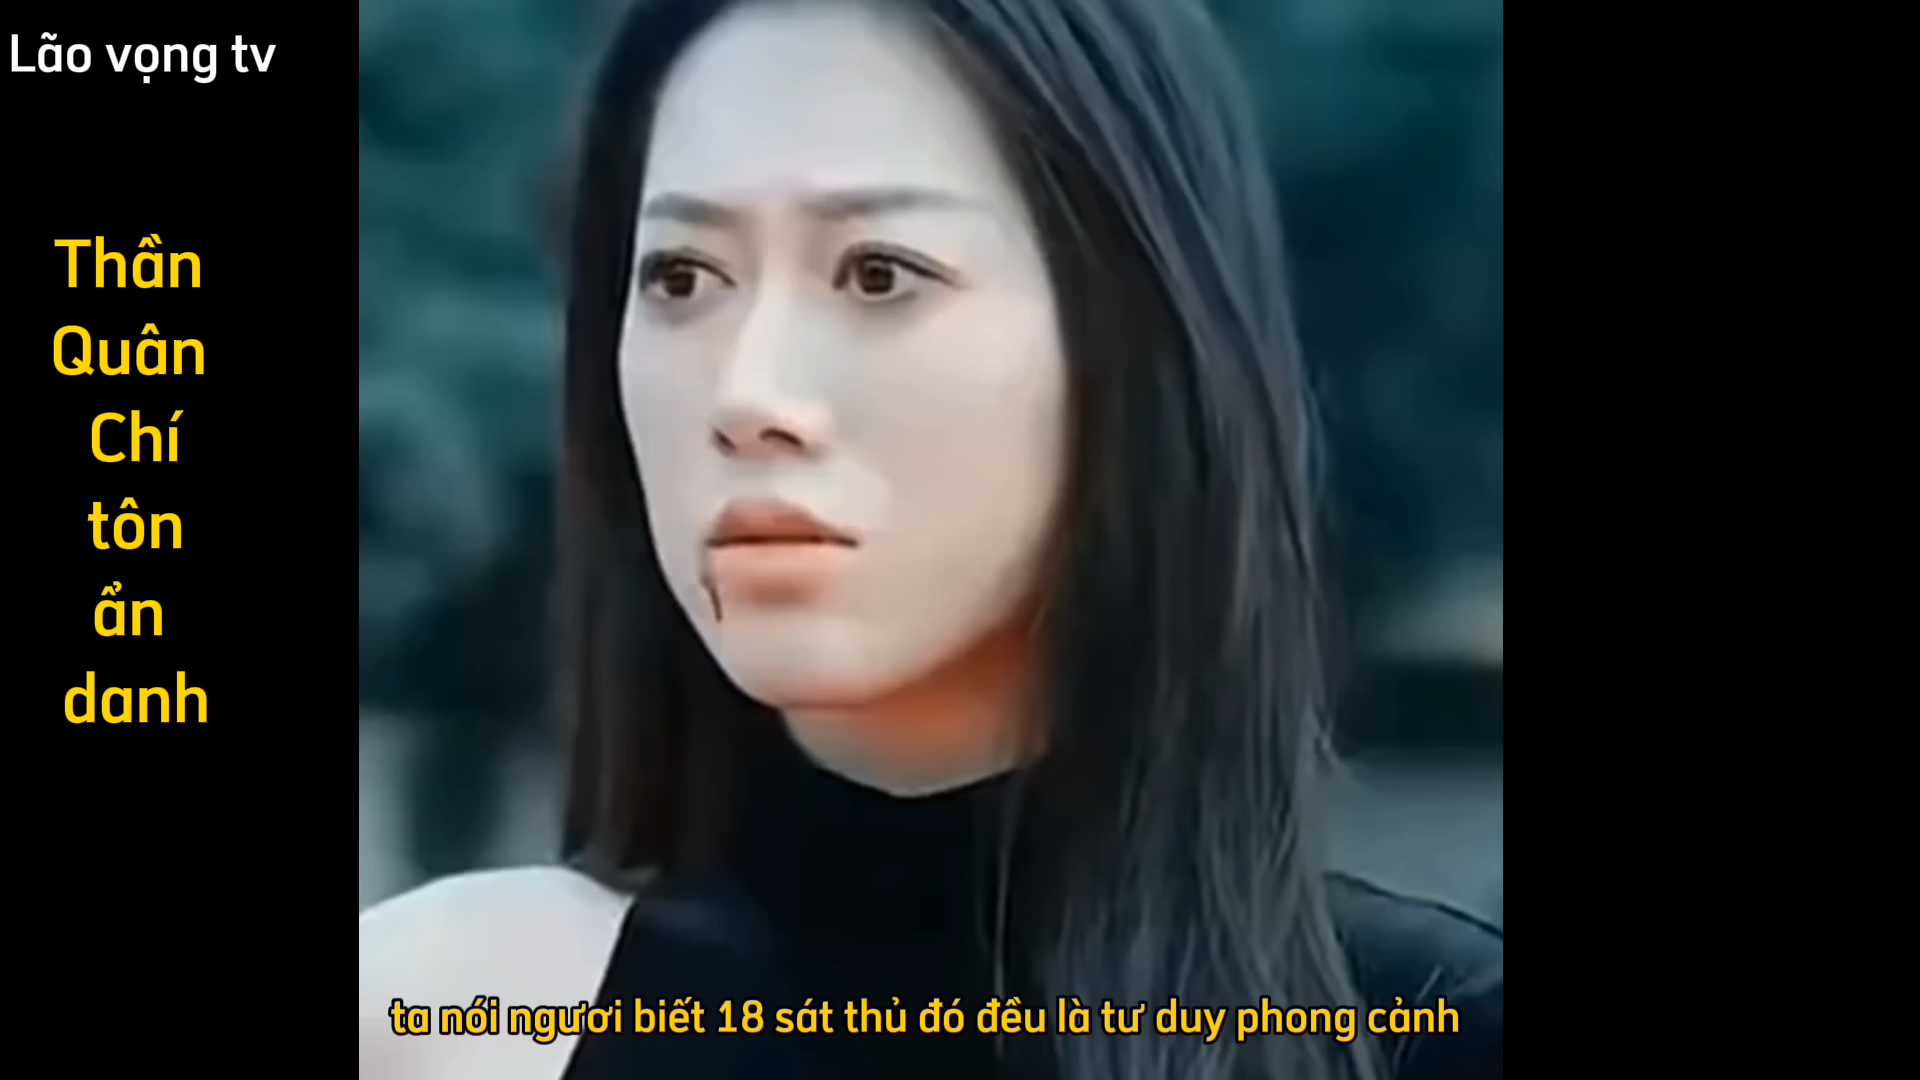 Lão vọng tv
Thần
Quân
Chí
tôn
ẩn
danh
ta nói ngươi biết 18 sát thủ đó đều là tư duy phong cảnh